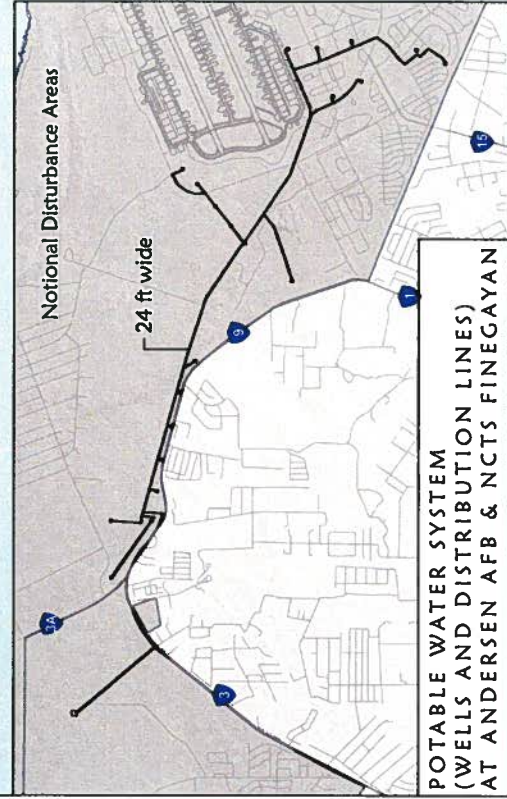 Notional Disturbance Areas
24 ft wide
3A
9
3
1
15
POTABLE WATER SYSTEM
(WELLS AND DISTRIBUTION LINES)
AT ANDERSEN AFB & NCTS FINEGAYAN